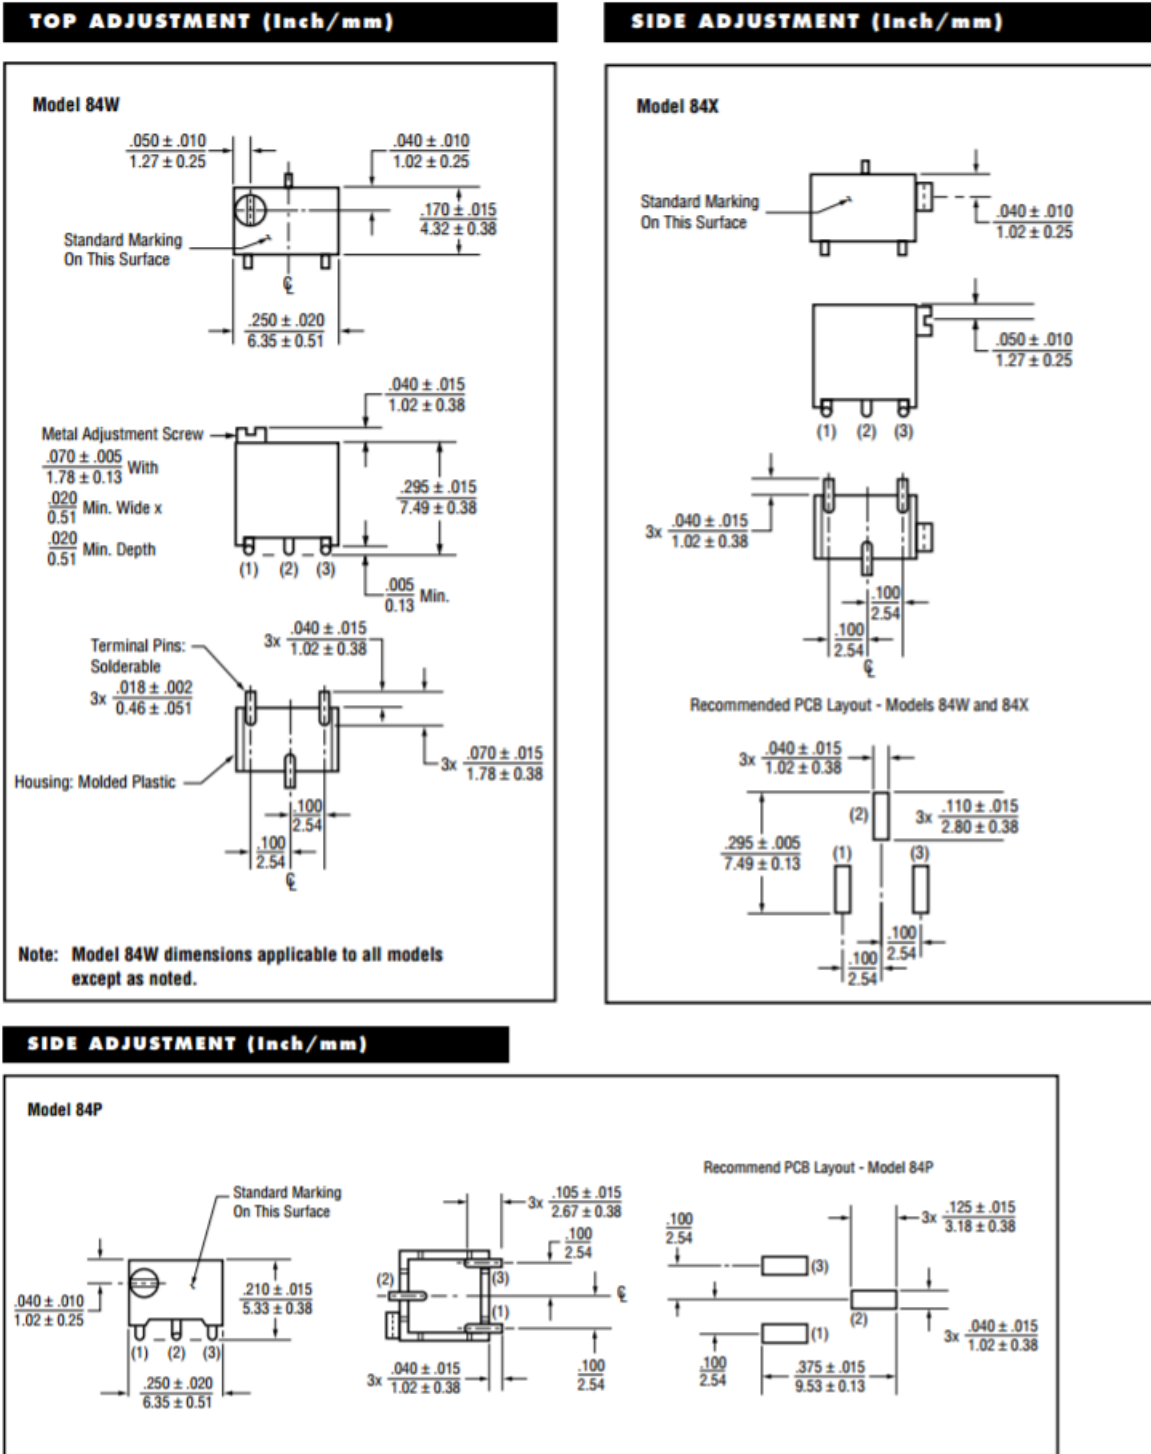 TOP ADJUSTMENT (Inch/mm)
Model 84W
.050 ± .010
1.27 ± 0.25
.040 ± .010
1.02 ± 0.25
.170 ± .015
4.32 ± 0.38
Standard Marking
On This Surface
℄
.250 ± .020
6.35 ± 0.51
.040 ± .015
1.02 ± 0.38
Metal Adjustment Screw
.070 ± .005
1.78 ± 0.13 With
.020
0.51 Min. Wide x
.020
0.51 Min. Depth
.295 ± .015
7.49 ± 0.38
(1) (2) (3)
.005
0.13 Min.
Terminal Pins:
Solderable
3x .018 ± .002
0.46 ± .051
3x .040 ± .015
1.02 ± 0.38
3x .070 ± .015
1.78 ± 0.38
Housing: Molded Plastic
.100
2.54
.100
2.54
℄
Note: Model 84W dimensions applicable to all models
except as noted.
SIDE ADJUSTMENT (Inch/mm)
Model 84X
Standard Marking
On This Surface
.040 ± .010
1.02 ± 0.25
.050 ± .010
1.27 ± 0.25
(1) (2) (3)
3x .040 ± .015
1.02 ± 0.38
.100
2.54
.100
2.54
℄
Recommended PCB Layout - Models 84W and 84X
3x .040 ± .015
1.02 ± 0.38
(2)
3x .110 ± .015
2.80 ± 0.38
.295 ± .005
7.49 ± 0.13
(1) (3)
.100
2.54
.100
2.54
SIDE ADJUSTMENT (Inch/mm)
Model 84P
Standard Marking
On This Surface
.040 ± .010
1.02 ± 0.25
.210 ± .015
5.33 ± 0.38
(1) (2) (3)
.250 ± .020
6.35 ± 0.51
3x .105 ± .015
2.67 ± 0.38
.100
2.54
(2) (3)
℄
(1)
3x .040 ± .015
1.02 ± 0.38
.100
2.54
Recommend PCB Layout - Model 84P
.100
2.54
3x .125 ± .015
3.18 ± 0.38
(3)
(2)
(1)
3x .040 ± .015
1.02 ± 0.38
.100
2.54
.375 ± .015
9.53 ± 0.13